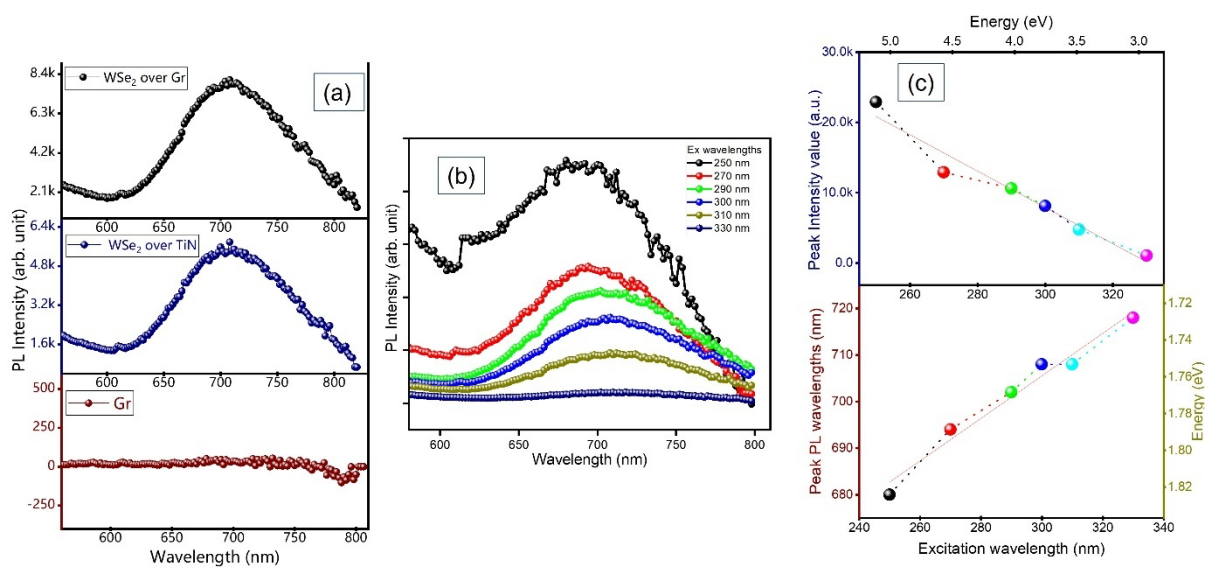 8.4k
6.3k
4.2k
2.1k
WSe₂ over Gr
(a)
600 650 700 750 800
6.4k
4.8k
3.2k
1.6k
WSe₂ over TiN
600 650 700 750 800
500
250
0
-250
Gr
600 650 700 750 800
PL Intensity (arb. unit)
Wavelength (nm)
(b)
Ex wavelengths
250 nm
270 nm
290 nm
300 nm
310 nm
330 nm
PL Intensity (arb. unit)
600 650 700 750 800
Wavelength (nm)
Energy (eV)
5.0 4.5 4.0 3.5 3.0
30.0k
20.0k
10.0k
0.0
Peak Intensity value (a.u.)
(c)
260 280 300 320
720
710
700
690
680
Peak PL wavelengths (nm)
1.72
1.74
1.77
1.78
1.80
1.82
Energy (eV)
240 260 280 300 320 340
Excitation wavelength (nm)